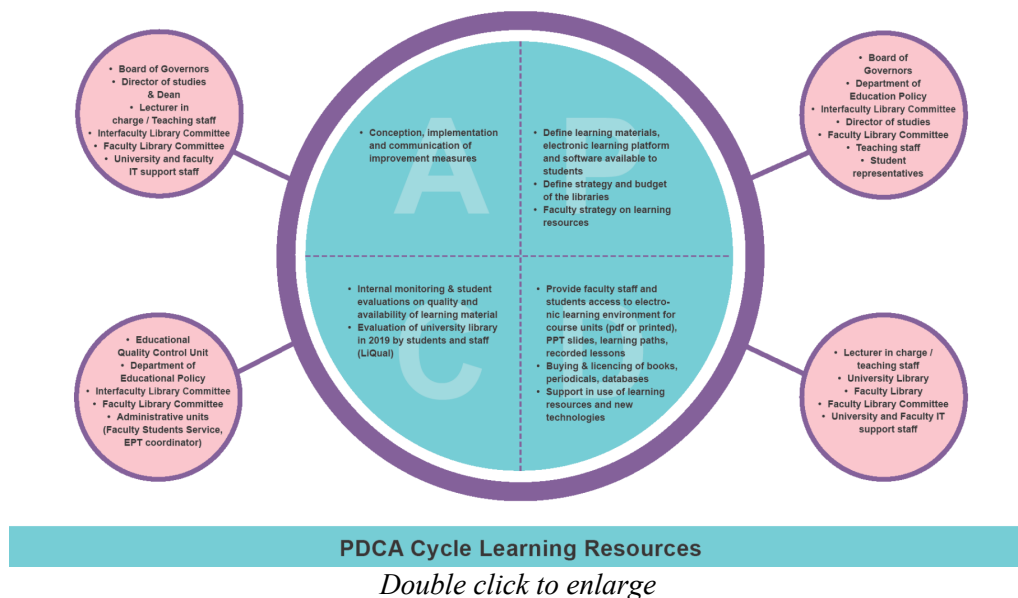 • Board of Governors
• Director of studies
& Dean
• Lecturer in
charge / Teaching staff
• Interfaculty Library Committee
• Faculty Library Committee
• University and faculty
IT support staff
A
• Conception, implementation
and communication of
improvement measures
P
• Define learning materials,
electronic learning platform
and software available to
students
• Define strategy and budget
of the libraries
• Faculty strategy on learning
resources
• Board of
Governors
• Department of
Education Policy
• Interfaculty Library Committee
• Director of studies
• Faculty Library Committee
• Teaching staff
• Student
representatives
• Educational
Quality Control Unit
• Department of
Educational Policy
• Interfaculty Library Committee
• Faculty Library Committee
• Administrative units
(Faculty Students Service,
EPT coordinator)
C
• Internal monitoring & student
evaluations on quality and
availability of learning material
• Evaluation of university library
in 2019 by students and staff
(LiQual)
D
• Provide faculty staff and
students access to electro-
nic learning environment for
course units (pdf or printed),
PPT slides, learning paths,
recorded lessons
• Buying & licencing of books,
periodicals, databases
• Support in use of learning
resources and new
technologies
• Lecturer in charge /
teaching staff
• University Library
• Faculty Library
• Faculty Library Committee
• University and Faculty IT
support staff
PDCA Cycle Learning Resources
Double click to enlarge